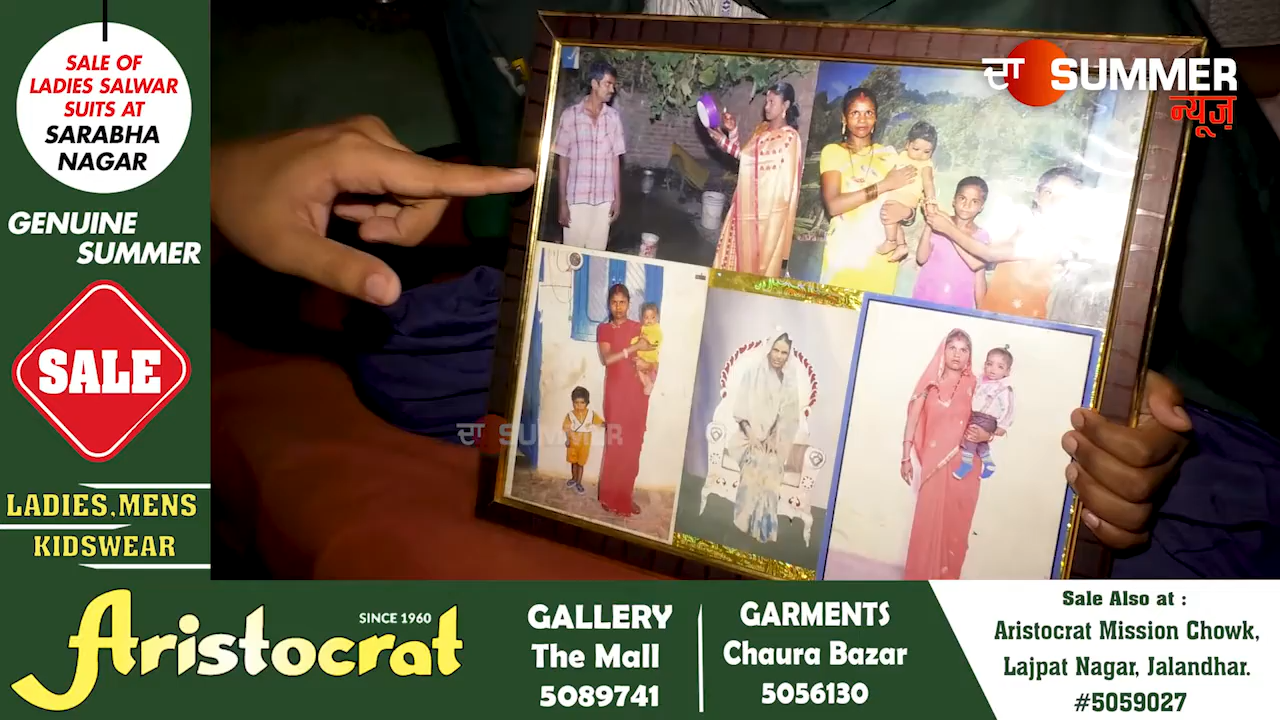 SALE OF
LADIES SALWAR
SUITS AT
SARABHA
NAGAR
GENUINE
SUMMER
SALE
LADIES,MENS
KIDSWEAR
ਦਾ SUMMER
न्यूज़
ਦਾ SUMMER
Aristocrat
SINCE 1960
GALLERY
The Mall
5089741
GARMENTS
Chaura Bazar
5056130
Sale Also at :
Aristocrat Mission Chowk,
Lajpat Nagar, Jalandhar.
#5059027